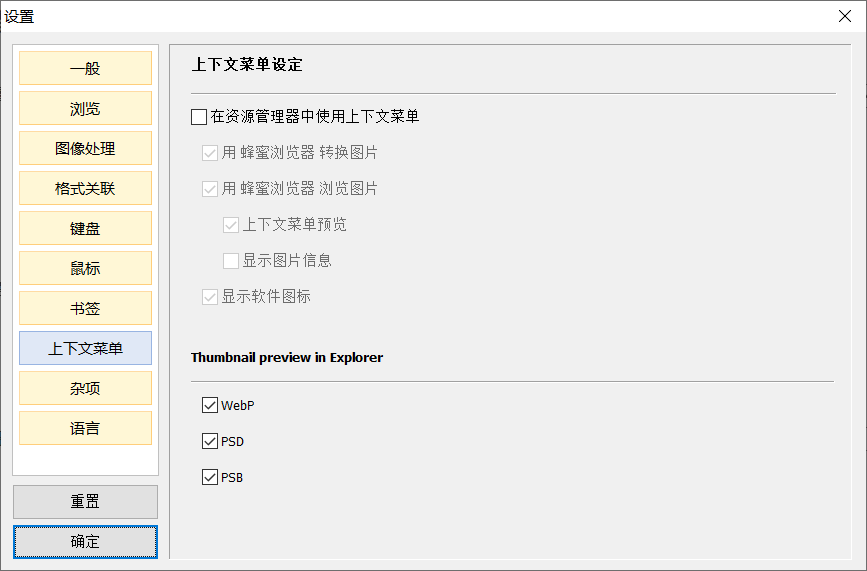 设置
一般
浏览
图像处理
格式关联
键盘
鼠标
书签
上下文菜单
杂项
语言
重置
确定
上下文菜单设定
在资源管理器中使用上下文菜单
用 蜂蜜浏览器 转换图片
用 蜂蜜浏览器 浏览图片
上下文菜单预览
显示图片信息
显示软件图标
Thumbnail preview in Explorer
WebP
PSD
PSB